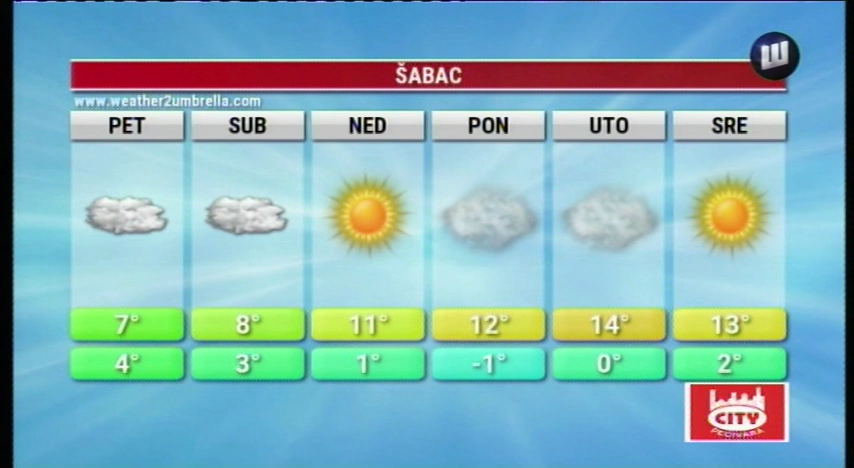 ŠABAC
www.weather2umbrella.com
PET SUB NED PON UTO SRE
7° 8° 11° 12° 14° 13°
4° 3° 1° -1° 0° 2°
CITY
PECIVARA